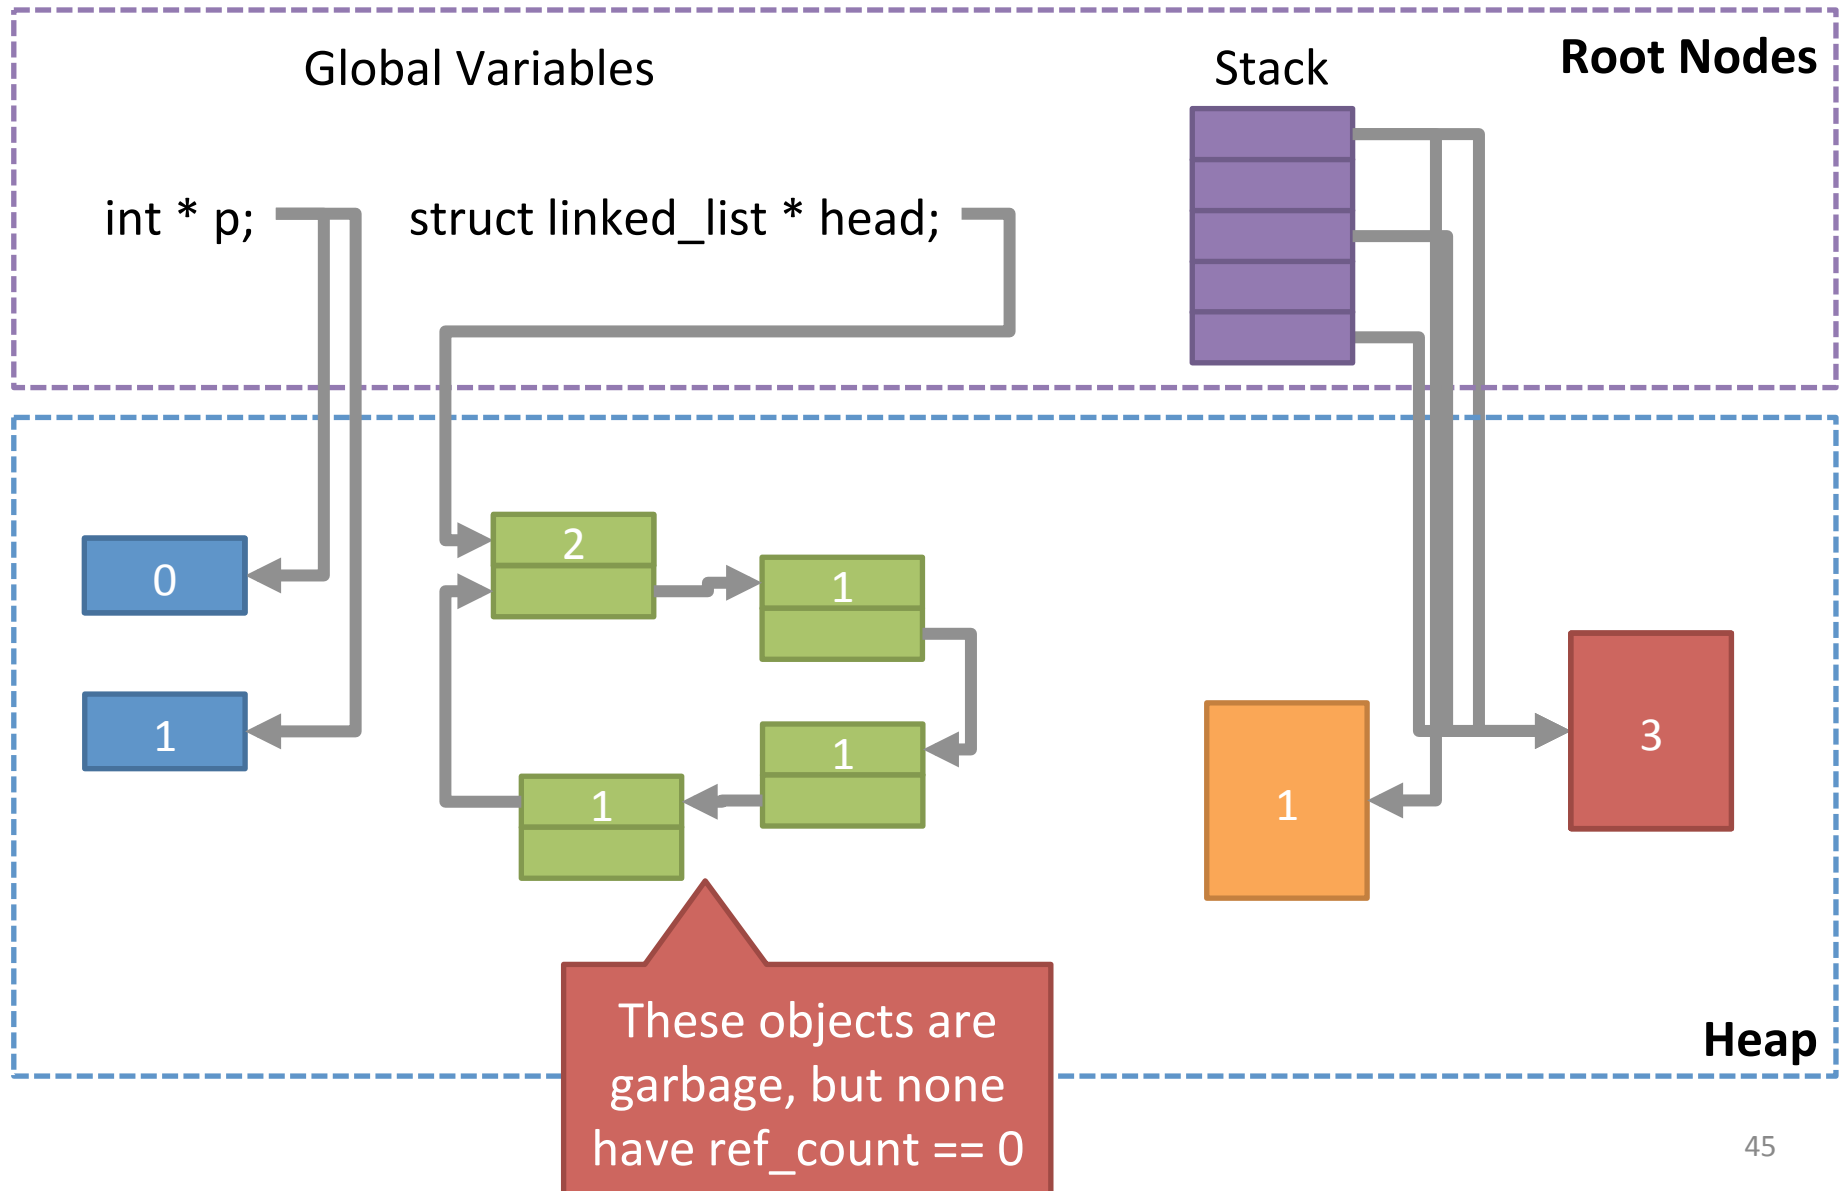 Global Variables
Stack
Root Nodes
int * p;
struct linked_list * head;
0
2
1
1
1
1
1
3
These objects are
garbage, but none
have ref_count == 0
Heap
45